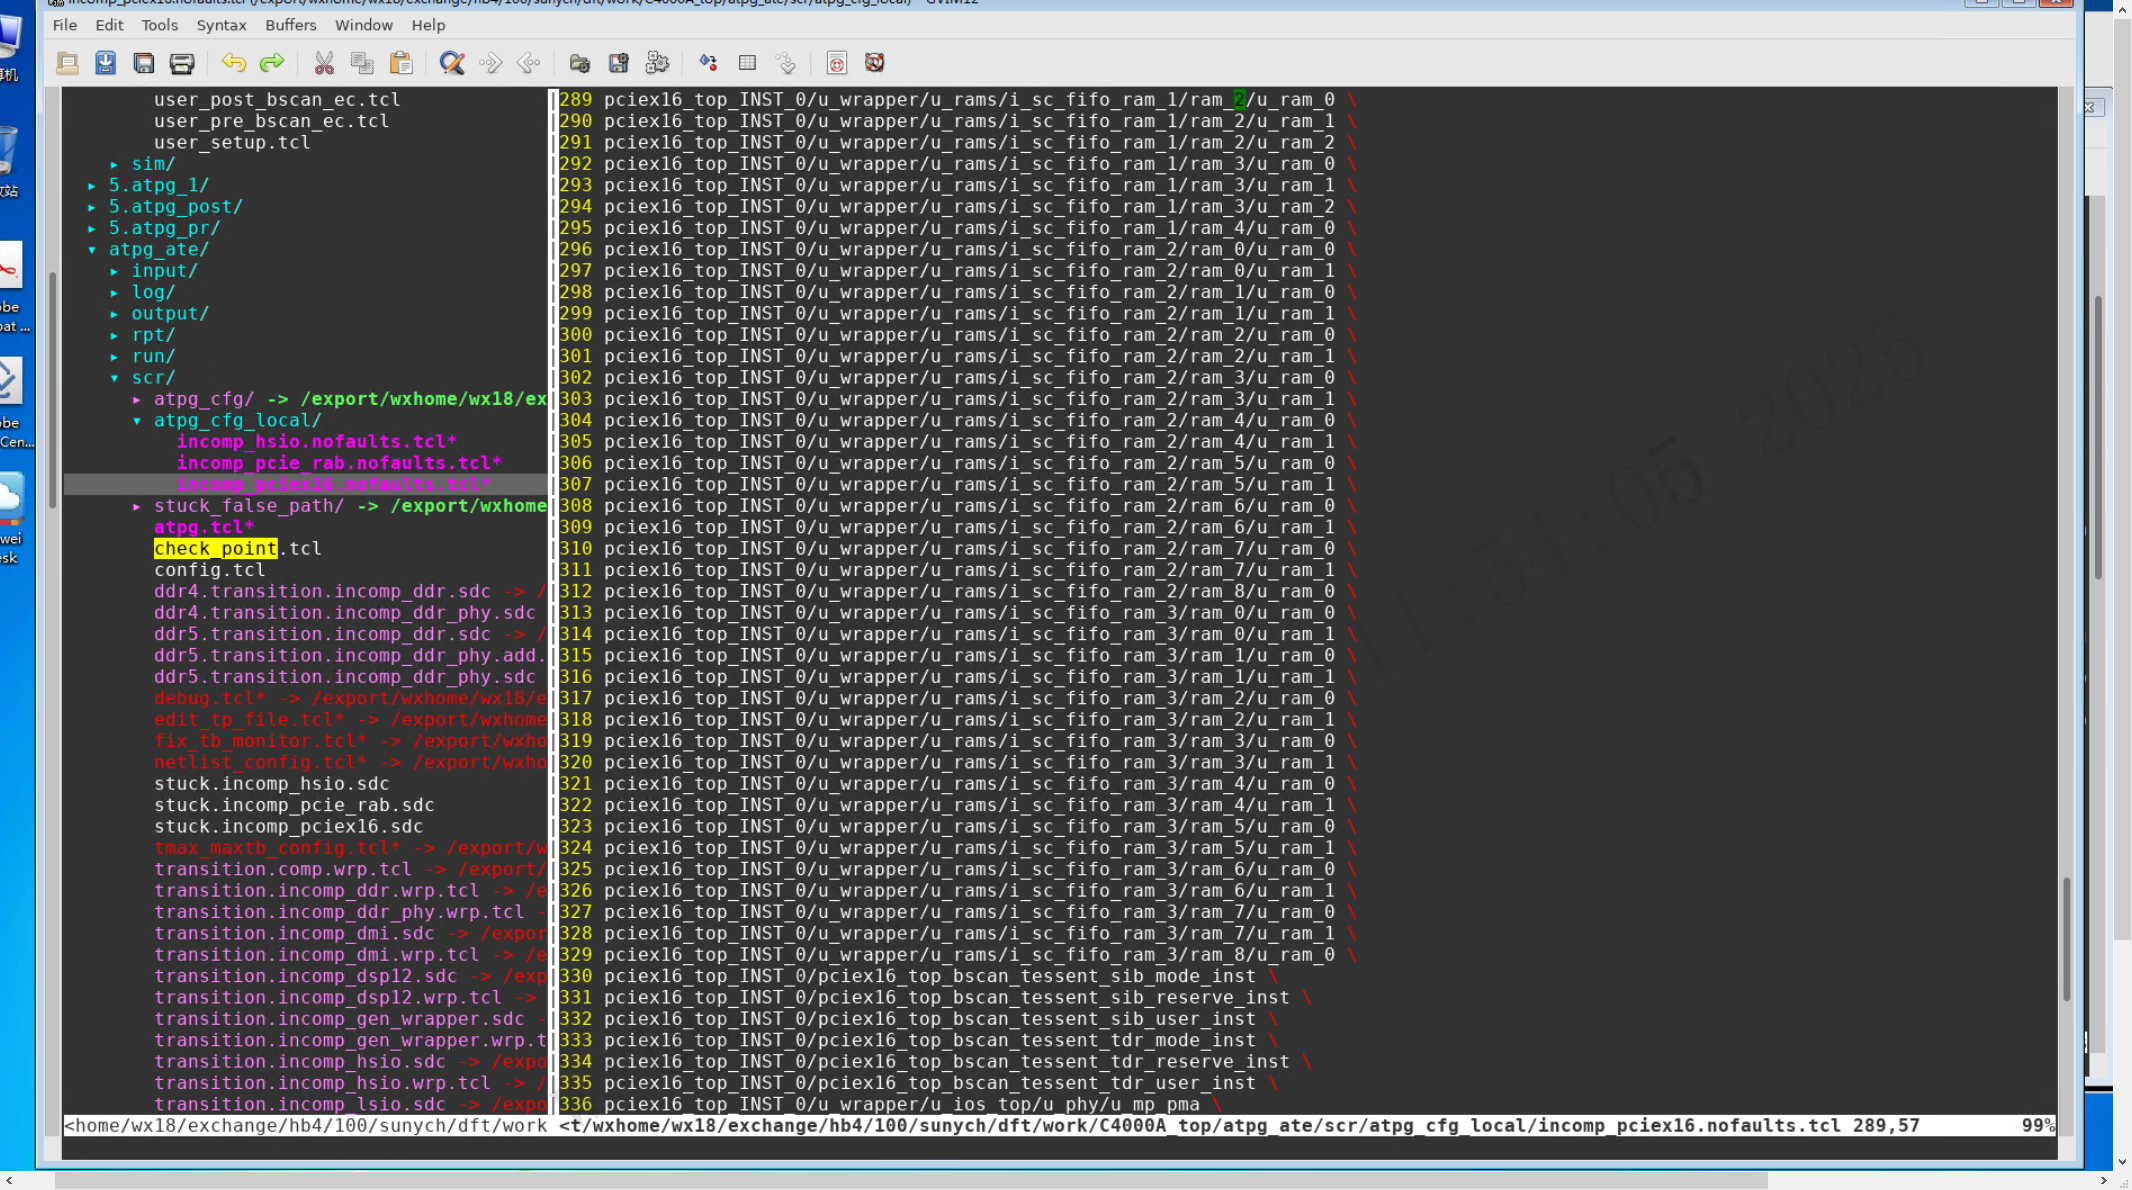 incomp_pciex16.nofaults.tcl (/export/wxhome/wx18/exchange/hb4/100/sunych/dft/work/C4000A_top/atpg_ate/scr/atpg_cfg_local) - GVIM12
File Edit Tools Syntax Buffers Window Help
user_post_bscan_ec.tcl
user_pre_bscan_ec.tcl
user_setup.tcl
▸ sim/
▸ 5.atpg_1/
▸ 5.atpg_post/
▸ 5.atpg_pr/
▾ atpg_ate/
▸ input/
▸ log/
▸ output/
▸ rpt/
▸ run/
▾ scr/
▸ atpg_cfg/ -> /export/wxhome/wx18/ex
▾ atpg_cfg_local/
incomp_hsio.nofaults.tcl*
incomp_pcie_rab.nofaults.tcl*
incomp_pciex16.nofaults.tcl*
▸ stuck_false_path/ -> /export/wxhome
atpg.tcl*
check_point.tcl
config.tcl
ddr4.transition.incomp_ddr.sdc -> /
ddr4.transition.incomp_ddr_phy.sdc
ddr5.transition.incomp_ddr.sdc -> /
ddr5.transition.incomp_ddr_phy.add.
ddr5.transition.incomp_ddr_phy.sdc
debug.tcl* -> /export/wxhome/wx18/e
edit_tp_file.tcl* -> /export/wxhome
fix_tb_monitor.tcl* -> /export/wxho
netlist_config.tcl* -> /export/wxho
stuck.incomp_hsio.sdc
stuck.incomp_pcie_rab.sdc
stuck.incomp_pciex16.sdc
tmax_maxtb_config.tcl* -> /export/w
transition.comp.wrp.tcl -> /export/
transition.incomp_ddr.wrp.tcl -> /e
transition.incomp_ddr_phy.wrp.tcl -
transition.incomp_dmi.sdc -> /expor
transition.incomp_dmi.wrp.tcl -> /e
transition.incomp_dsp12.sdc -> /exp
transition.incomp_dsp12.wrp.tcl ->
transition.incomp_gen_wrapper.sdc -
transition.incomp_gen_wrapper.wrp.t
transition.incomp_hsio.sdc -> /expo
transition.incomp_hsio.wrp.tcl -> /
transition.incomp_lsio.sdc -> /expo
289 pciex16_top_INST_0/u_wrapper/u_rams/i_sc_fifo_ram_1/ram_2/u_ram_0 \
290 pciex16_top_INST_0/u_wrapper/u_rams/i_sc_fifo_ram_1/ram_2/u_ram_1 \
291 pciex16_top_INST_0/u_wrapper/u_rams/i_sc_fifo_ram_1/ram_2/u_ram_2 \
292 pciex16_top_INST_0/u_wrapper/u_rams/i_sc_fifo_ram_1/ram_3/u_ram_0 \
293 pciex16_top_INST_0/u_wrapper/u_rams/i_sc_fifo_ram_1/ram_3/u_ram_1 \
294 pciex16_top_INST_0/u_wrapper/u_rams/i_sc_fifo_ram_1/ram_3/u_ram_2 \
295 pciex16_top_INST_0/u_wrapper/u_rams/i_sc_fifo_ram_1/ram_4/u_ram_0 \
296 pciex16_top_INST_0/u_wrapper/u_rams/i_sc_fifo_ram_2/ram_0/u_ram_0 \
297 pciex16_top_INST_0/u_wrapper/u_rams/i_sc_fifo_ram_2/ram_0/u_ram_1 \
298 pciex16_top_INST_0/u_wrapper/u_rams/i_sc_fifo_ram_2/ram_1/u_ram_0 \
299 pciex16_top_INST_0/u_wrapper/u_rams/i_sc_fifo_ram_2/ram_1/u_ram_1 \
300 pciex16_top_INST_0/u_wrapper/u_rams/i_sc_fifo_ram_2/ram_2/u_ram_0 \
301 pciex16_top_INST_0/u_wrapper/u_rams/i_sc_fifo_ram_2/ram_2/u_ram_1 \
302 pciex16_top_INST_0/u_wrapper/u_rams/i_sc_fifo_ram_2/ram_3/u_ram_0 \
303 pciex16_top_INST_0/u_wrapper/u_rams/i_sc_fifo_ram_2/ram_3/u_ram_1 \
304 pciex16_top_INST_0/u_wrapper/u_rams/i_sc_fifo_ram_2/ram_4/u_ram_0 \
305 pciex16_top_INST_0/u_wrapper/u_rams/i_sc_fifo_ram_2/ram_4/u_ram_1 \
306 pciex16_top_INST_0/u_wrapper/u_rams/i_sc_fifo_ram_2/ram_5/u_ram_0 \
307 pciex16_top_INST_0/u_wrapper/u_rams/i_sc_fifo_ram_2/ram_5/u_ram_1 \
308 pciex16_top_INST_0/u_wrapper/u_rams/i_sc_fifo_ram_2/ram_6/u_ram_0 \
309 pciex16_top_INST_0/u_wrapper/u_rams/i_sc_fifo_ram_2/ram_6/u_ram_1 \
310 pciex16_top_INST_0/u_wrapper/u_rams/i_sc_fifo_ram_2/ram_7/u_ram_0 \
311 pciex16_top_INST_0/u_wrapper/u_rams/i_sc_fifo_ram_2/ram_7/u_ram_1 \
312 pciex16_top_INST_0/u_wrapper/u_rams/i_sc_fifo_ram_2/ram_8/u_ram_0 \
313 pciex16_top_INST_0/u_wrapper/u_rams/i_sc_fifo_ram_3/ram_0/u_ram_0 \
314 pciex16_top_INST_0/u_wrapper/u_rams/i_sc_fifo_ram_3/ram_0/u_ram_1 \
315 pciex16_top_INST_0/u_wrapper/u_rams/i_sc_fifo_ram_3/ram_1/u_ram_0 \
316 pciex16_top_INST_0/u_wrapper/u_rams/i_sc_fifo_ram_3/ram_1/u_ram_1 \
317 pciex16_top_INST_0/u_wrapper/u_rams/i_sc_fifo_ram_3/ram_2/u_ram_0 \
318 pciex16_top_INST_0/u_wrapper/u_rams/i_sc_fifo_ram_3/ram_2/u_ram_1 \
319 pciex16_top_INST_0/u_wrapper/u_rams/i_sc_fifo_ram_3/ram_3/u_ram_0 \
320 pciex16_top_INST_0/u_wrapper/u_rams/i_sc_fifo_ram_3/ram_3/u_ram_1 \
321 pciex16_top_INST_0/u_wrapper/u_rams/i_sc_fifo_ram_3/ram_4/u_ram_0 \
322 pciex16_top_INST_0/u_wrapper/u_rams/i_sc_fifo_ram_3/ram_4/u_ram_1 \
323 pciex16_top_INST_0/u_wrapper/u_rams/i_sc_fifo_ram_3/ram_5/u_ram_0 \
324 pciex16_top_INST_0/u_wrapper/u_rams/i_sc_fifo_ram_3/ram_5/u_ram_1 \
325 pciex16_top_INST_0/u_wrapper/u_rams/i_sc_fifo_ram_3/ram_6/u_ram_0 \
326 pciex16_top_INST_0/u_wrapper/u_rams/i_sc_fifo_ram_3/ram_6/u_ram_1 \
327 pciex16_top_INST_0/u_wrapper/u_rams/i_sc_fifo_ram_3/ram_7/u_ram_0 \
328 pciex16_top_INST_0/u_wrapper/u_rams/i_sc_fifo_ram_3/ram_7/u_ram_1 \
329 pciex16_top_INST_0/u_wrapper/u_rams/i_sc_fifo_ram_3/ram_8/u_ram_0 \
330 pciex16_top_INST_0/pciex16_top_bscan_tessent_sib_mode_inst \
331 pciex16_top_INST_0/pciex16_top_bscan_tessent_sib_reserve_inst \
332 pciex16_top_INST_0/pciex16_top_bscan_tessent_sib_user_inst \
333 pciex16_top_INST_0/pciex16_top_bscan_tessent_tdr_mode_inst \
334 pciex16_top_INST_0/pciex16_top_bscan_tessent_tdr_reserve_inst \
335 pciex16_top_INST_0/pciex16_top_bscan_tessent_tdr_user_inst \
336 pciex16_top_INST_0/u_wrapper/u_ios_top/u_phy/u_mp_pma \
<home/wx18/exchange/hb4/100/sunych/dft/work <t/wxhome/wx18/exchange/hb4/100/sunych/dft/work/C4000A_top/atpg_ate/scr/atpg_cfg_local/incomp_pciex16.nofaults.tcl 289,57 99%
11:54:05 2025